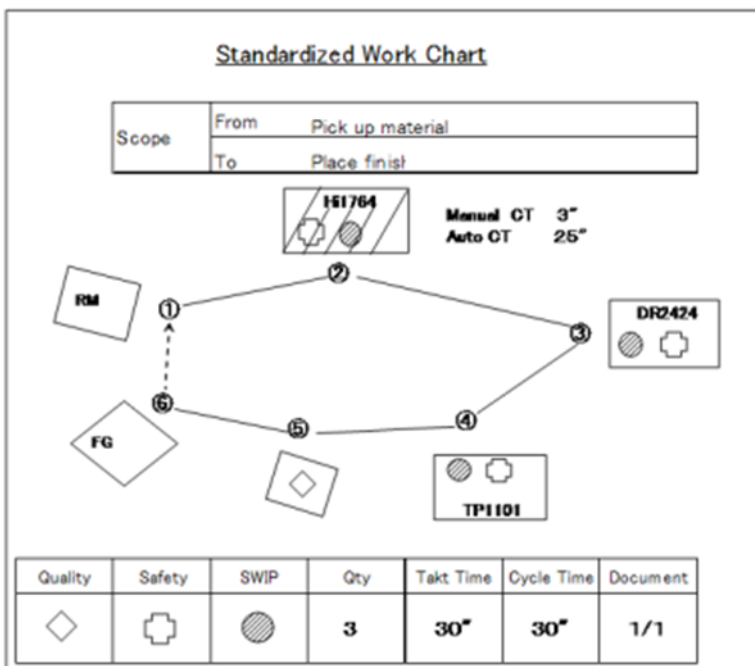 Standardized Work Chart
Scope
From Pick up material
To Place finish
Hi1764
Manual CT 3"
Auto CT 25"
RM
①
②
③
DR2424
⑥
⑤
④
FG
TP1101
Quality Safety SWIP Qty Takt Time Cycle Time Document
3 30" 30" 1/1